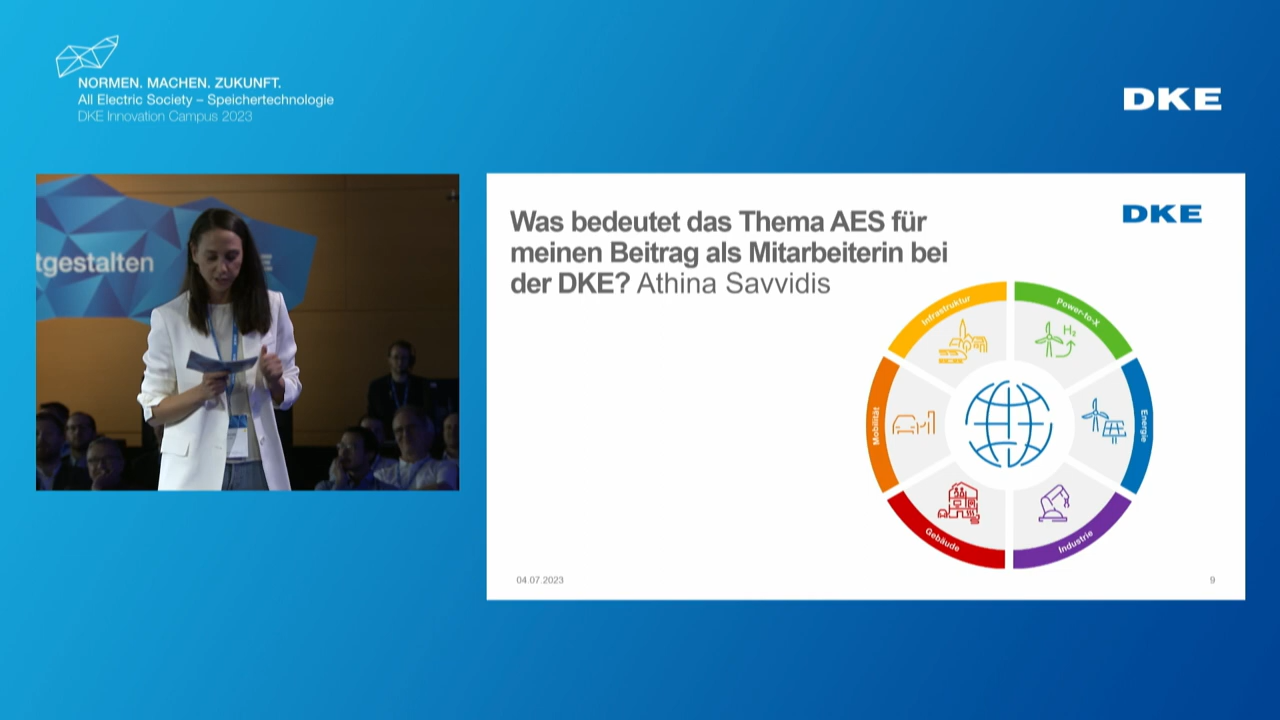 NORMEN. MACHEN. ZUKUNFT.
All Electric Society – Speichertechnologie
DKE Innovation Campus 2023
DKE
tgestalten
Was bedeutet das Thema AES für
meinen Beitrag als Mitarbeiterin bei
der DKE? Athina Savvidis
DKE
Infrastruktur
Power-to-X
H₂
Mobilität
Energie
Gebäude
Industrie
04.07.2023
9